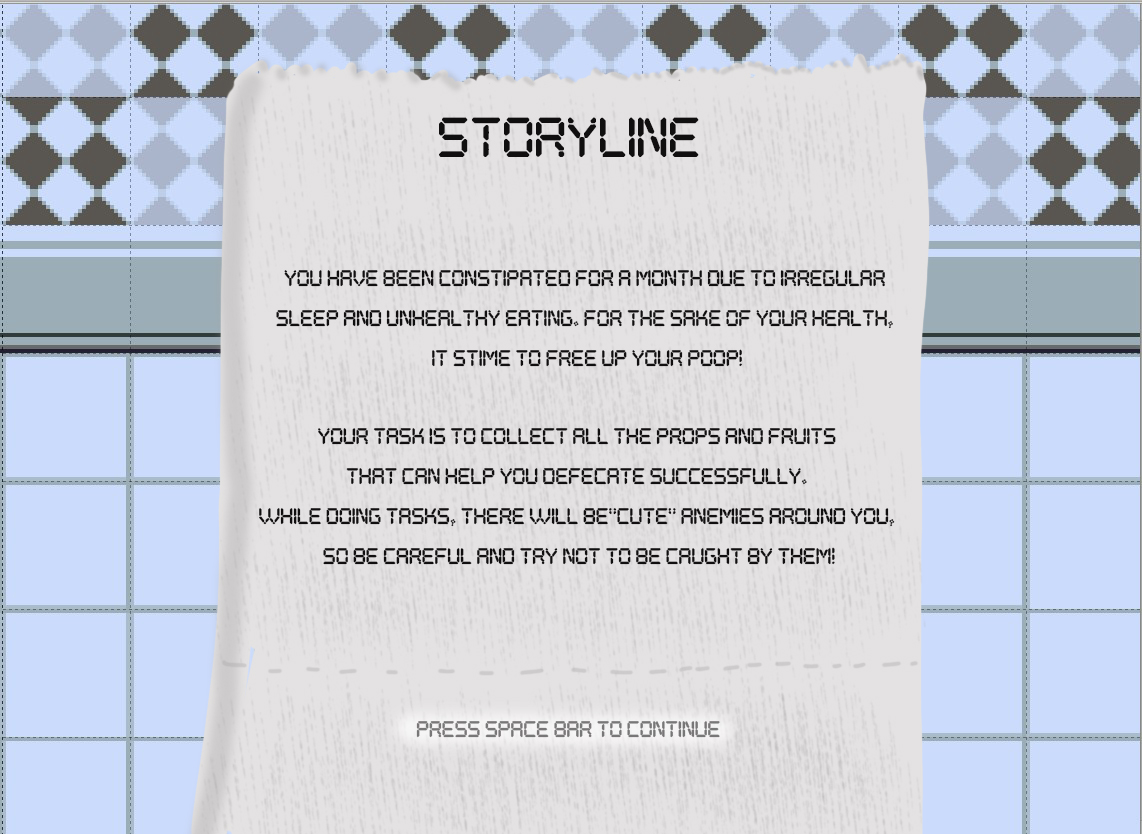 STORYLINE
YOU HAVE BEEN CONSTIPATED FOR A MONTH DUE TO IRREGULAR
SLEEP AND UNHEALTHY EATING. FOR THE SAKE OF YOUR HEALTH,
IT STIME TO FREE UP YOUR POOP!
YOUR TASK IS TO COLLECT ALL THE PROPS AND FRUITS
THAT CAN HELP YOU DEFECATE SUCCESSFULLY.
WHILE DOING TASKS, THERE WILL BE"CUTE" ANEMIES AROUND YOU,
SO BE CAREFUL AND TRY NOT TO BE CAUGHT BY THEM!
PRESS SPACE BAR TO CONTINUE